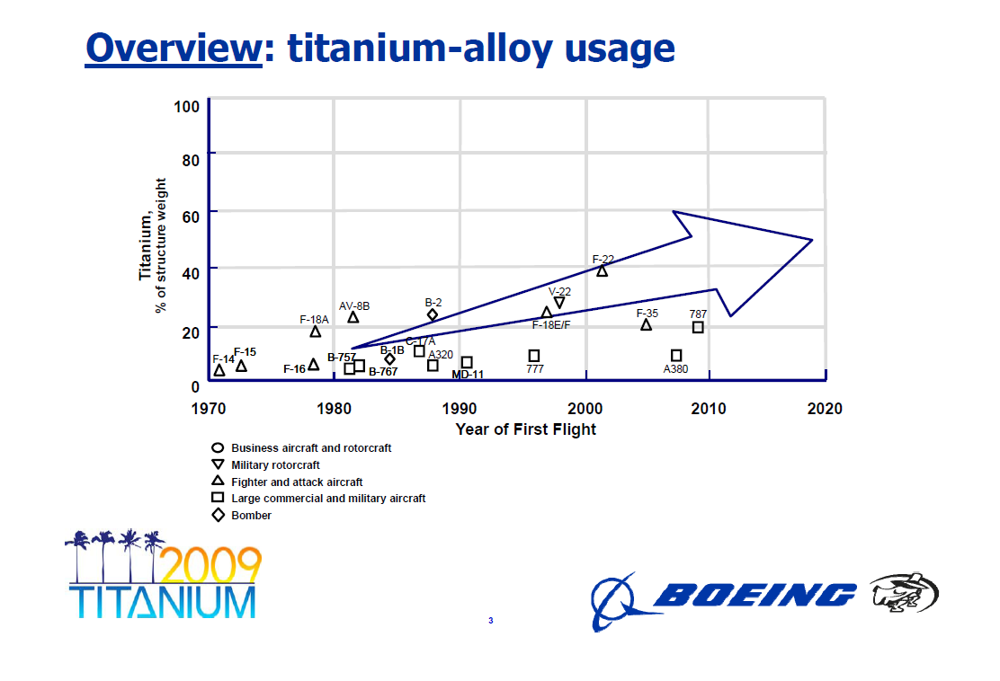 Overview: titanium-alloy usage
100
80
60
40
20
0
Titanium,
% of structure weight
F-22
V-22
B-2
AV-8B
F-18A
F-18E/F
F-35
787
C-17A
B-1B
A320
F-15
F-14
B-757
F-16
B-767
MD-11
777
A380
1970 1980 1990 2000 2010 2020
Year of First Flight
Business aircraft and rotorcraft
Military rotorcraft
Fighter and attack aircraft
Large commercial and military aircraft
Bomber
2009
TITANIUM
BOEING
3